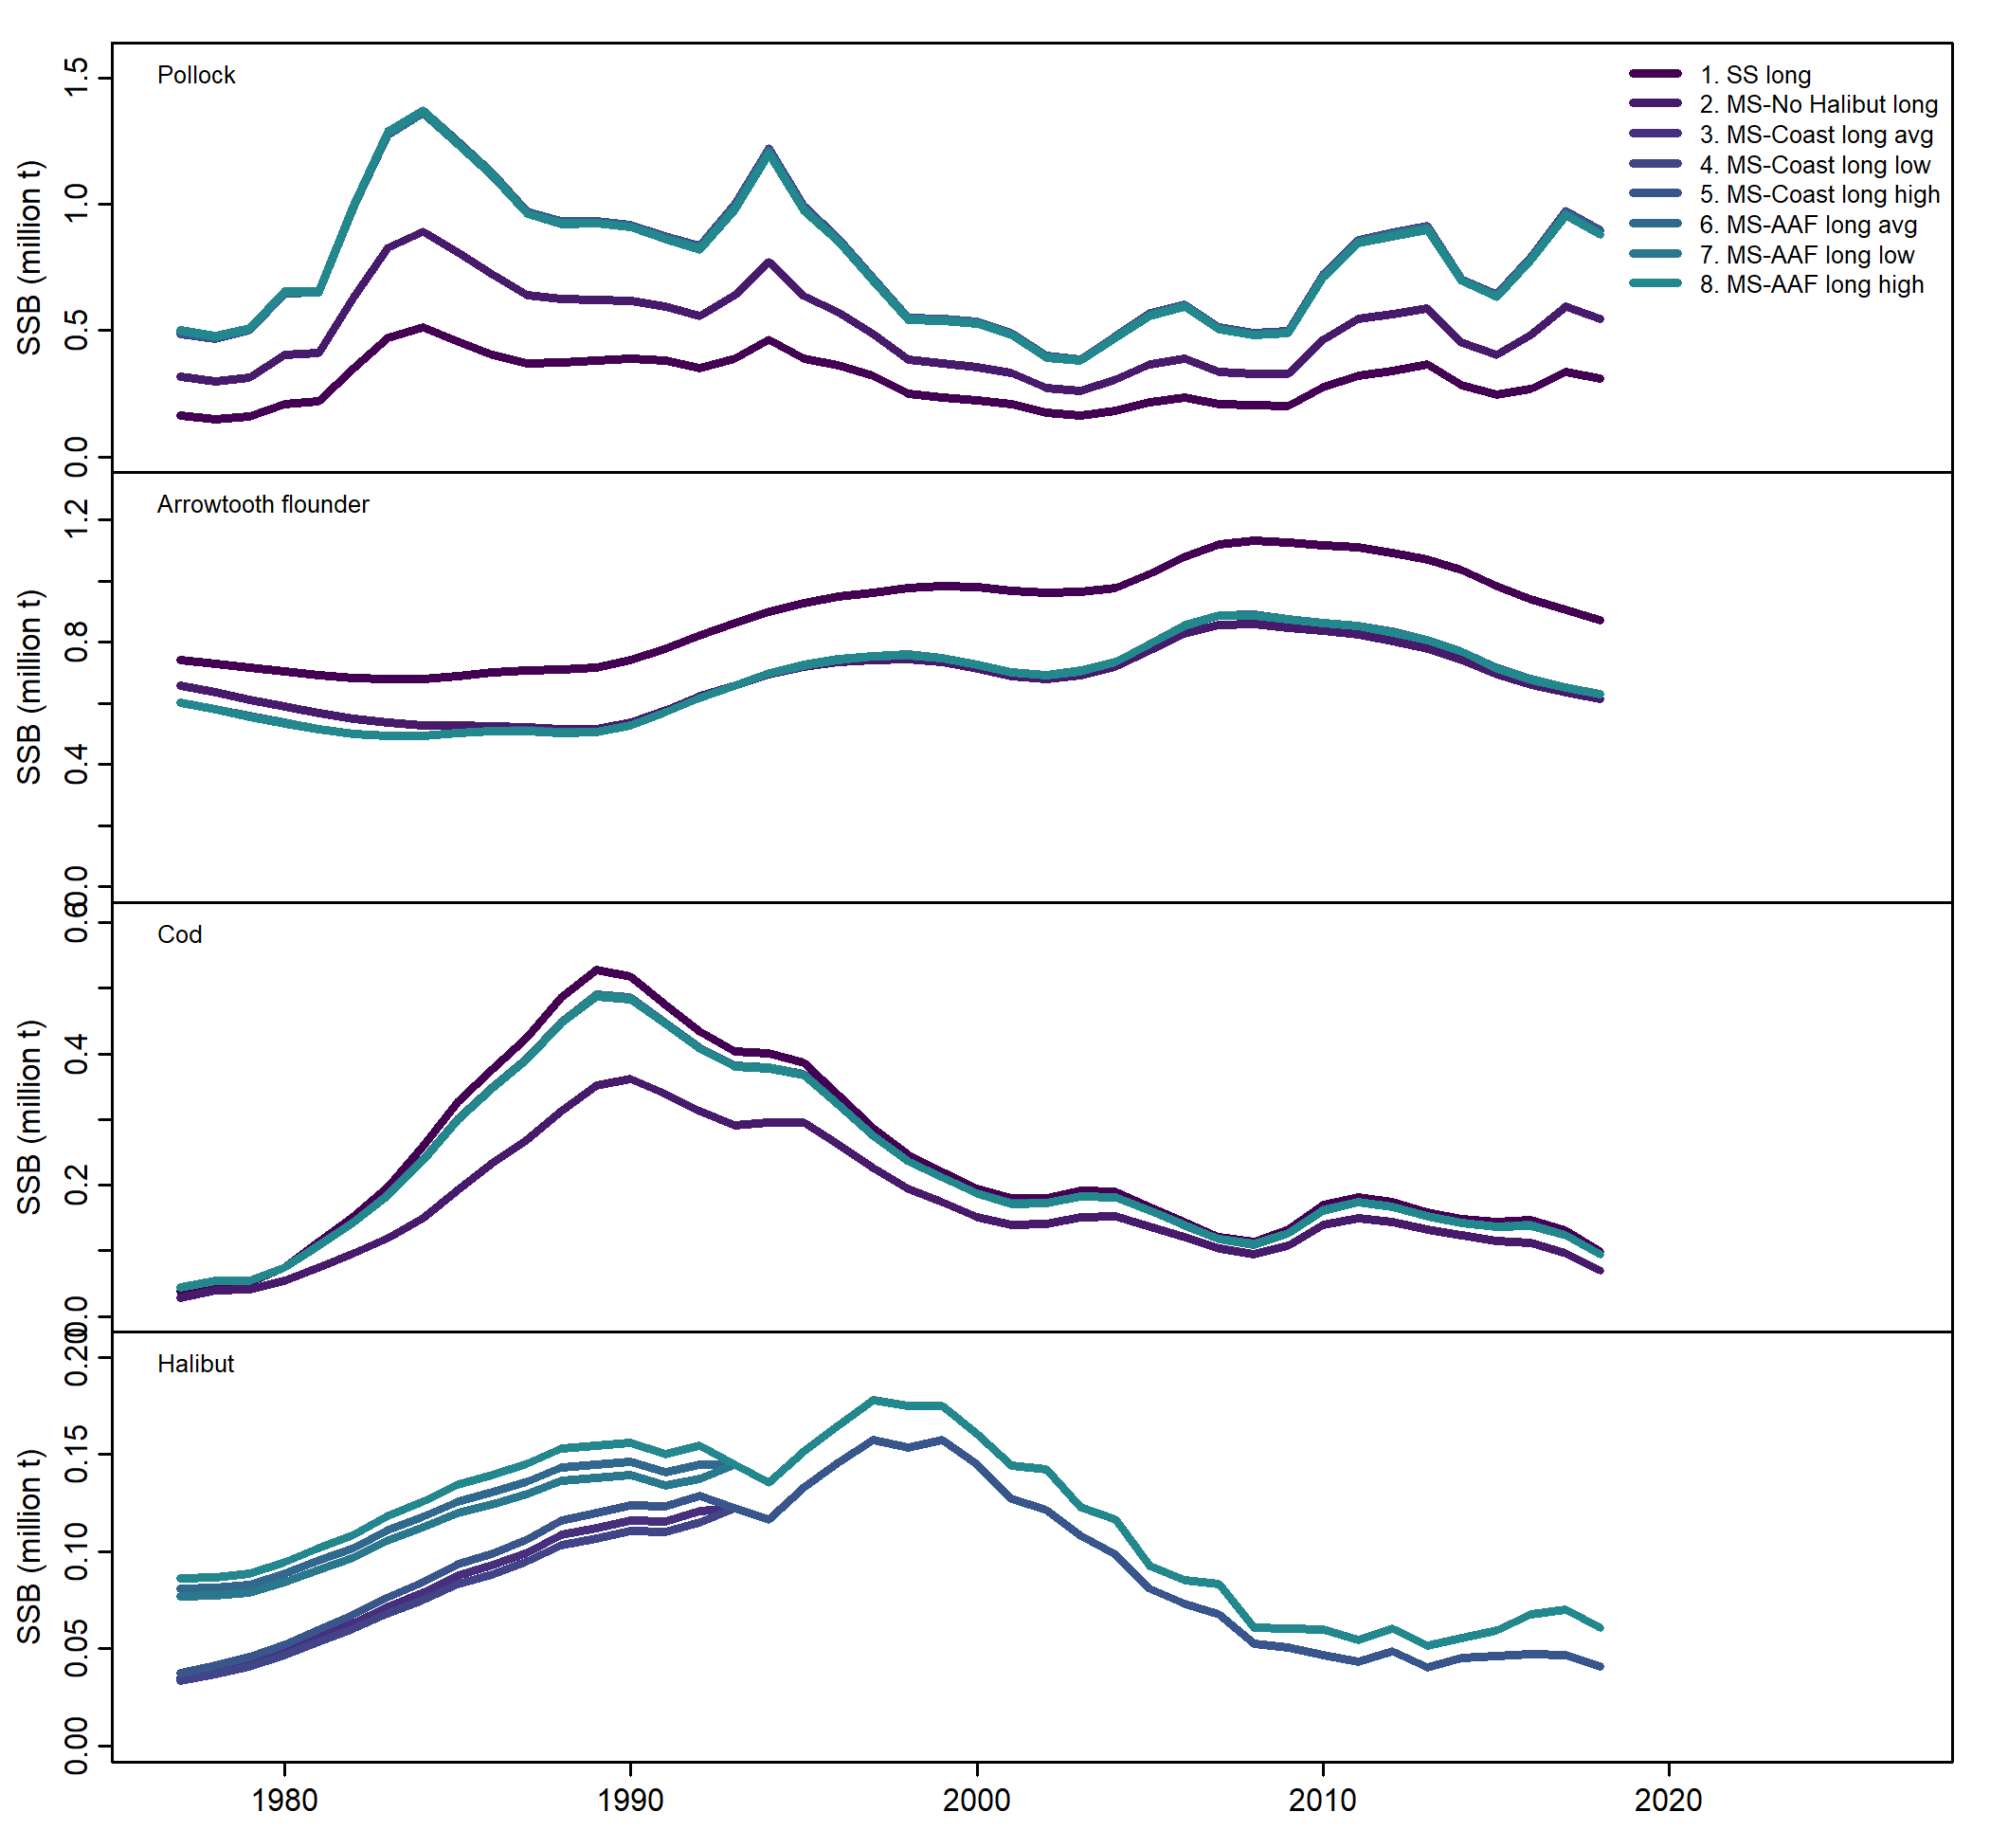 Pollock
1. SS long
2. MS-No Halibut long
3. MS-Coast long avg
4. MS-Coast long low
5. MS-Coast long high
6. MS-AAF long avg
7. MS-AAF long low
8. MS-AAF long high
SSB (million t)
1.5
1.0
0.5
0.0
Arrowtooth flounder
SSB (million t)
1.2
0.8
0.4
0.0
Cod
SSB (million t)
0.6
0.4
0.2
0.0
Halibut
SSB (million t)
0.20
0.15
0.10
0.05
0.00
1980 1990 2000 2010 2020